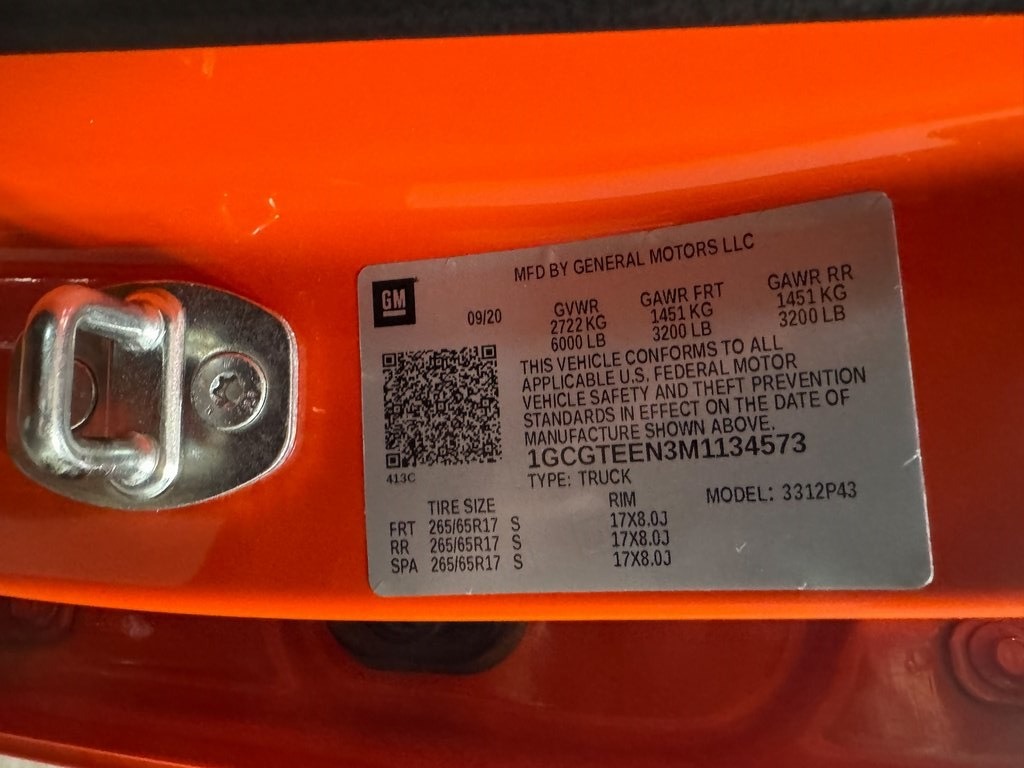 MFD BY GENERAL MOTORS LLC
GM
09/20
GVWR GAWR FRT GAWR RR
2722 KG 1451 KG 1451 KG
6000 LB 3200 LB 3200 LB
THIS VEHICLE CONFORMS TO ALL
APPLICABLE U.S. FEDERAL MOTOR
VEHICLE SAFETY AND THEFT PREVENTION
STANDARDS IN EFFECT ON THE DATE OF
MANUFACTURE SHOWN ABOVE.
1GCGTEEN3M1134573
413C
TYPE: TRUCK
MODEL: 3312P43
TIRE SIZE RIM
FRT 265/65R17 S 17X8.0J
RR 265/65R17 S 17X8.0J
SPA 265/65R17 S 17X8.0J